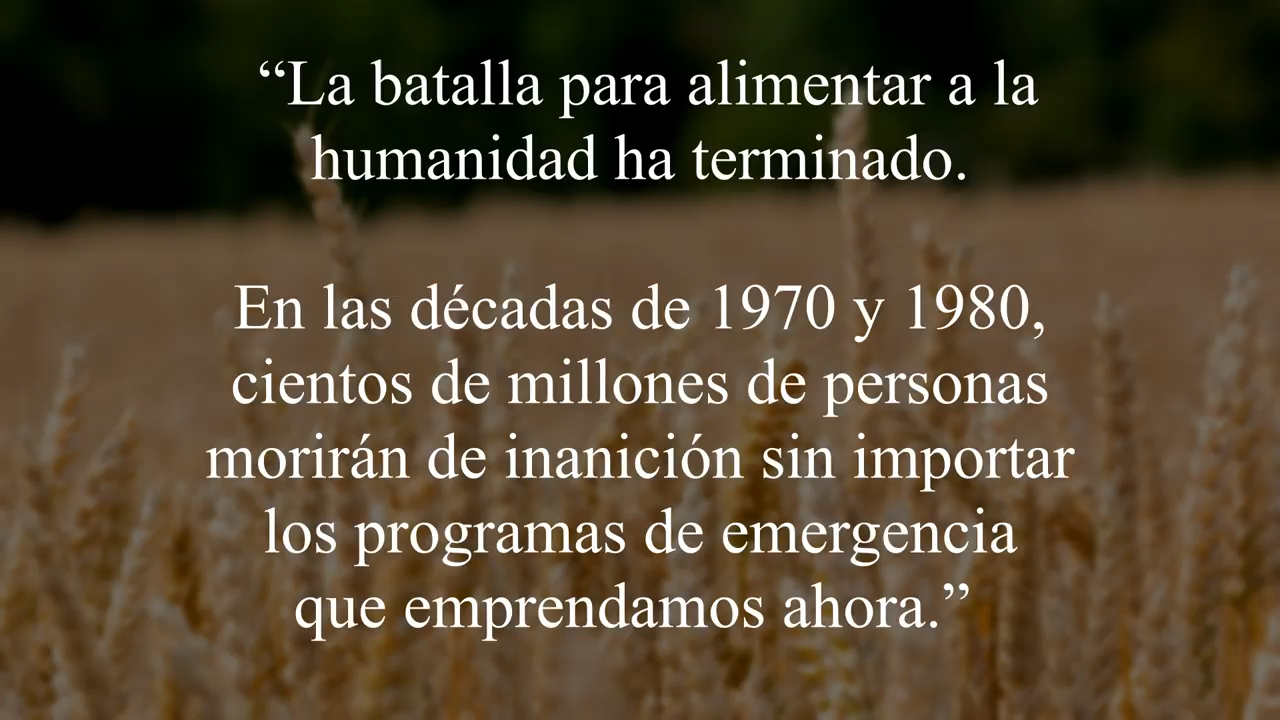 “La batalla para alimentar a la
humanidad ha terminado.
En las décadas de 1970 y 1980,
cientos de millones de personas
morirán de inanición sin importar
los programas de emergencia
que emprendamos ahora.”